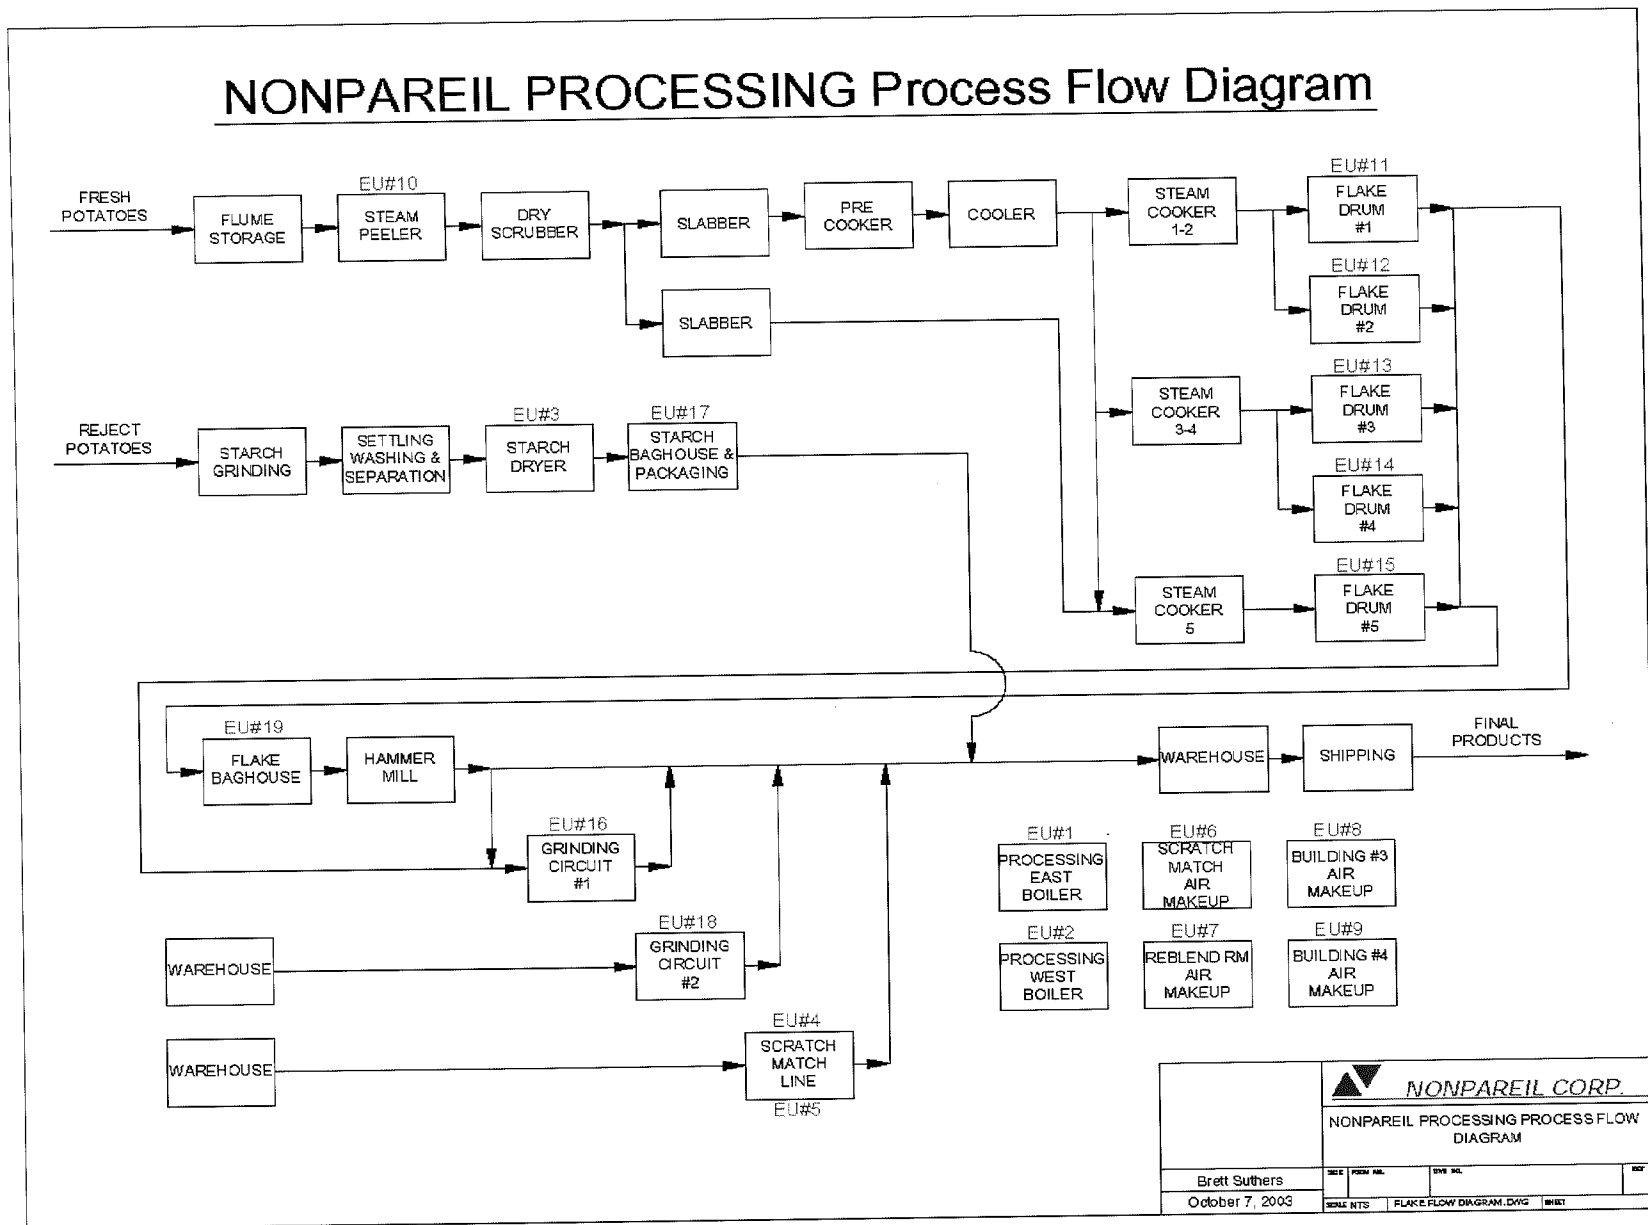 NONPAREIL PROCESSING Process Flow Diagram
FRESH
POTATOES
FLUME
STORAGE
EU#10
STEAM
PEELER
DRY
SCRUBBER
SLABBER
PRE
COOKER
COOLER
STEAM
COOKER
1-2
EU#11
FLAKE
DRUM
#1
EU#12
FLAKE
DRUM
#2
SLABBER
STEAM
COOKER
3-4
EU#13
FLAKE
DRUM
#3
EU#14
FLAKE
DRUM
#4
REJECT
POTATOES
STARCH
GRINDING
SETTLING
WASHING &
SEPARATION
EU#3
STARCH
DRYER
EU#17
STARCH
BAGHOUSE &
PACKAGING
STEAM
COOKER
5
EU#15
FLAKE
DRUM
#5
EU#19
FLAKE
BAGHOUSE
HAMMER
MILL
WAREHOUSE
SHIPPING
FINAL
PRODUCTS
EU#16
GRINDING
CIRCUIT
#1
WAREHOUSE
EU#18
GRINDING
CIRCUIT
#2
WAREHOUSE
EU#4
SCRATCH
MATCH
LINE
EU#5
EU#1
PROCESSING
EAST
BOILER
EU#6
SCRATCH
MATCH
AIR
MAKEUP
EU#8
BUILDING #3
AIR
MAKEUP
EU#2
PROCESSING
WEST
BOILER
EU#7
REBLEND RM
AIR
MAKEUP
EU#9
BUILDING #4
AIR
MAKEUP
NONPAREIL CORP.
NONPAREIL PROCESSING PROCESS FLOW
DIAGRAM
Brett Suthers
October 7, 2003
SCALE NTS
FLAKE FLOW DIAGRAM.DWG
SHEET